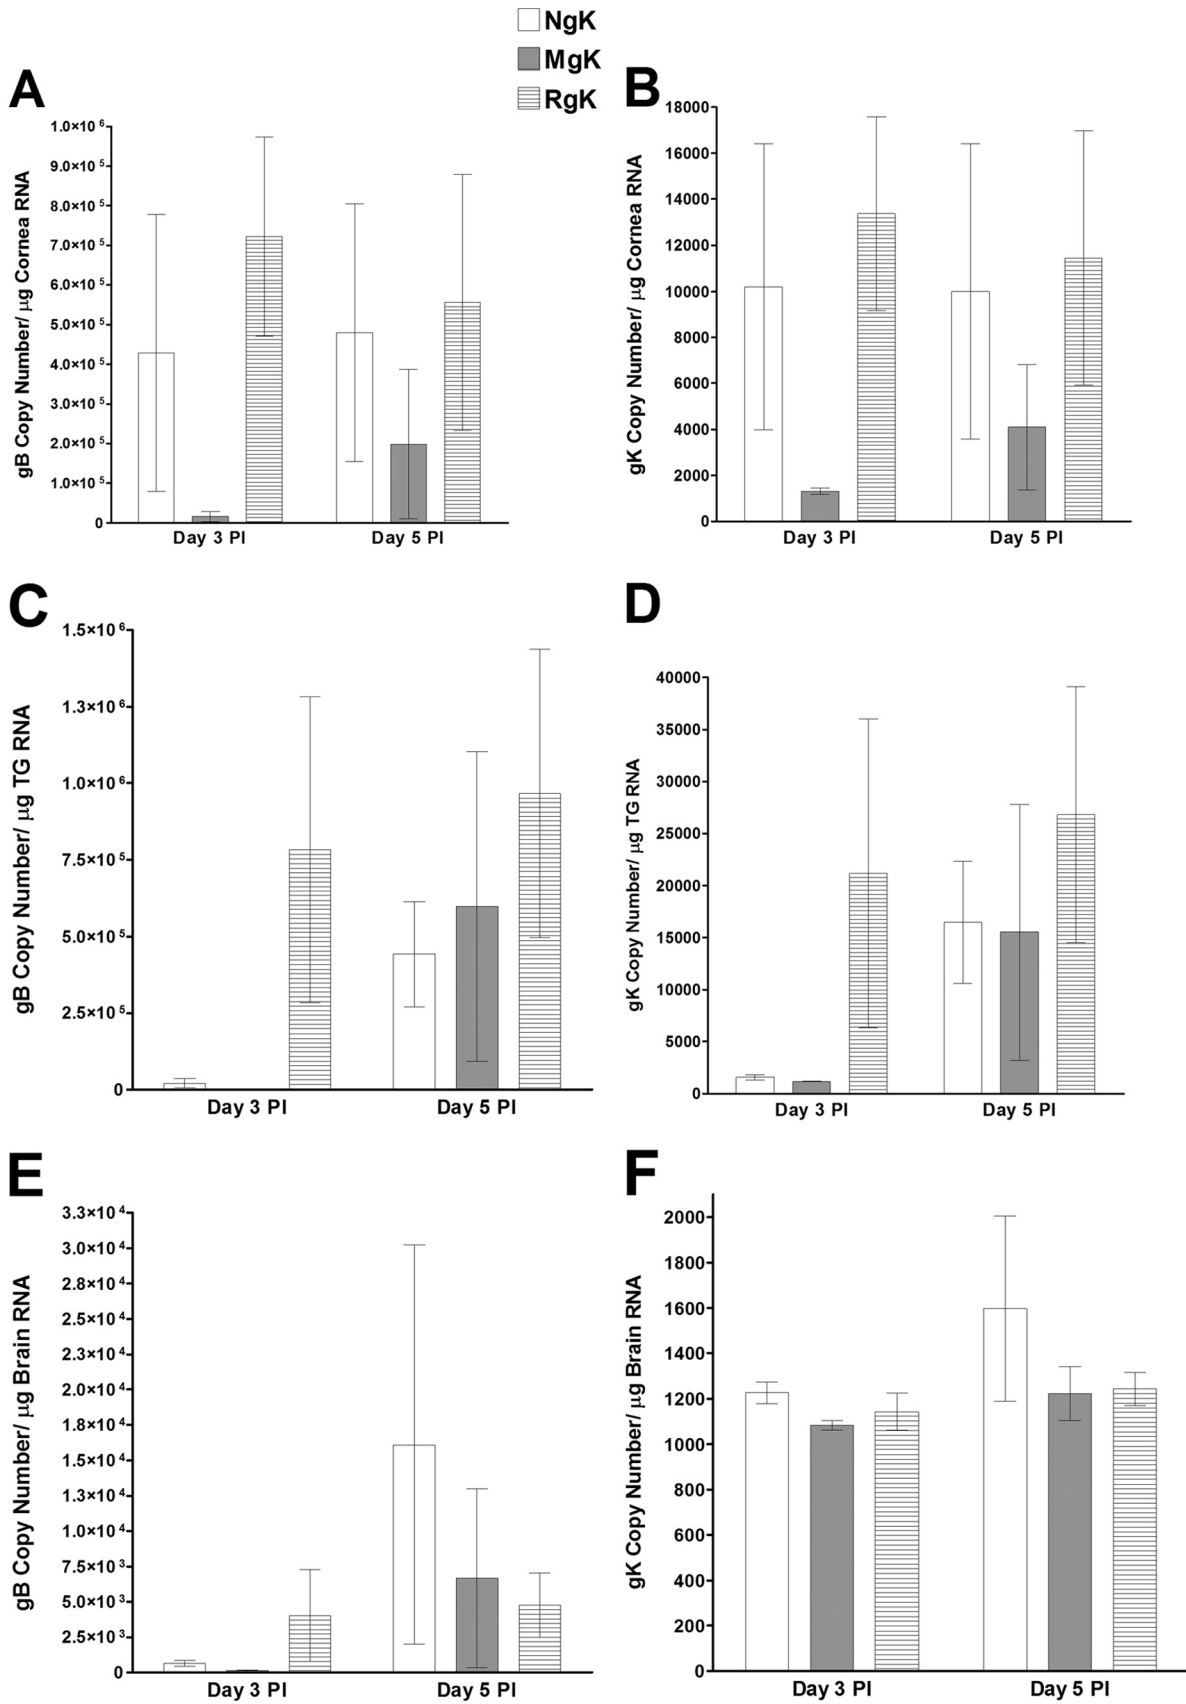 NgK
MgK
RgK
A
gB Copy Number/ μg Cornea RNA
1.0×10⁶
9.0×10⁵
8.0×10⁵
7.0×10⁵
6.0×10⁵
5.0×10⁵
4.0×10⁵
3.0×10⁵
2.0×10⁵
1.0×10⁵
0
Day 3 PI
Day 5 PI
B
gK Copy Number/ μg Cornea RNA
18000
16000
14000
12000
10000
8000
6000
4000
2000
0
Day 3 PI
Day 5 PI
C
gB Copy Number/ μg TG RNA
1.5×10⁶
1.3×10⁶
1.0×10⁶
7.5×10⁵
5.0×10⁵
2.5×10⁵
0
Day 3 PI
Day 5 PI
D
gK Copy Number/ μg TG RNA
40000
35000
30000
25000
20000
15000
10000
5000
0
Day 3 PI
Day 5 PI
E
gB Copy Number/ μg Brain RNA
3.3×10⁴
3.0×10⁴
2.8×10⁴
2.5×10⁴
2.3×10⁴
2.0×10⁴
1.8×10⁴
1.5×10⁴
1.3×10⁴
1.0×10⁴
7.5×10³
5.0×10³
2.5×10³
0
Day 3 PI
Day 5 PI
F
gK Copy Number/ μg Brain RNA
2000
1800
1600
1400
1200
1000
800
600
400
200
0
Day 3 PI
Day 5 PI